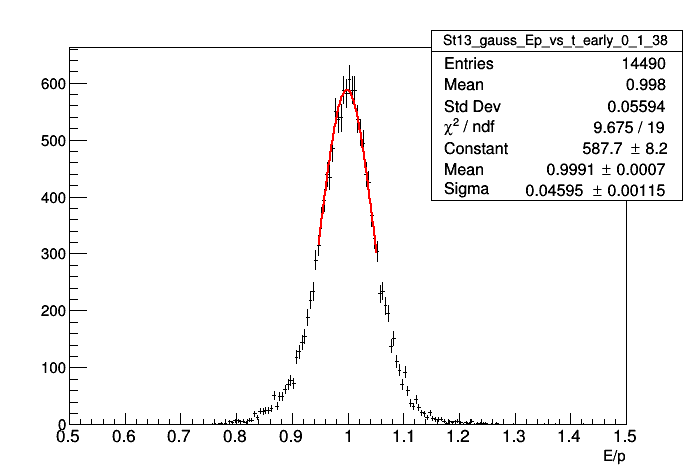 St13_gauss_Ep_vs_t_early_0_1_38
Entries 14490
Mean 0.998
Std Dev 0.05594
χ² / ndf 9.675 / 19
Constant 587.7 ± 8.2
Mean 0.9991 ± 0.0007
Sigma 0.04595 ± 0.00115
600
500
400
300
200
100
0
0.5 0.6 0.7 0.8 0.9 1 1.1 1.2 1.3 1.4 1.5
E/p